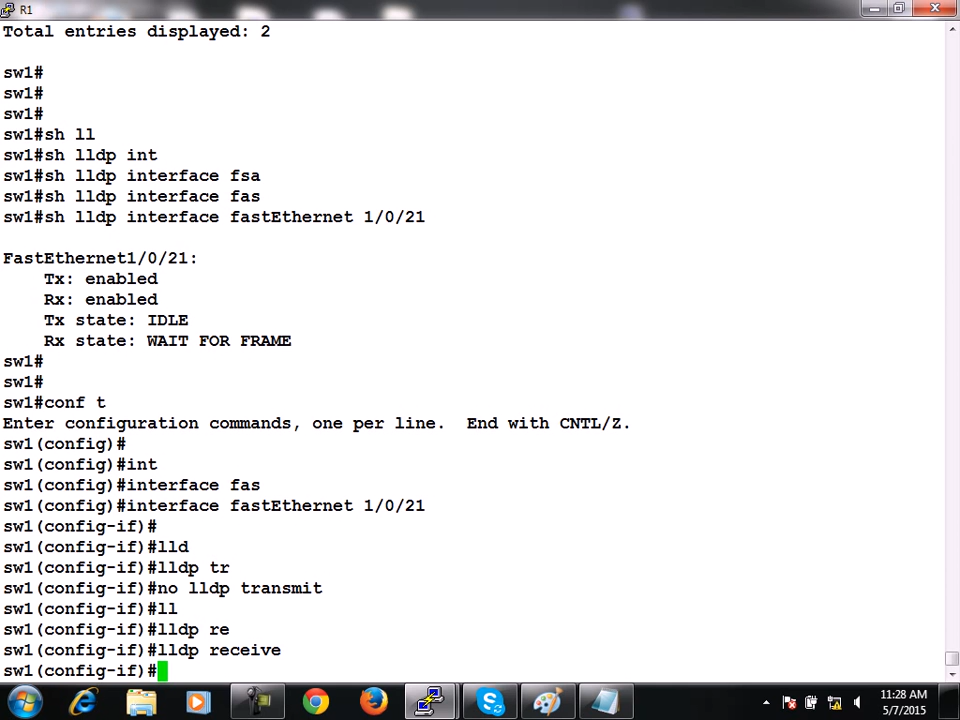 R1
Total entries displayed: 2
sw1#
sw1#
sw1#
sw1#sh ll
sw1#sh lldp int
sw1#sh lldp interface fsa
sw1#sh lldp interface fas
sw1#sh lldp interface fastEthernet 1/0/21
FastEthernet1/0/21:
Tx: enabled
Rx: enabled
Tx state: IDLE
Rx state: WAIT FOR FRAME
sw1#
sw1#
sw1#conf t
Enter configuration commands, one per line.  End with CNTL/Z.
sw1(config)#
sw1(config)#int
sw1(config)#interface fas
sw1(config)#interface fastEthernet 1/0/21
sw1(config-if)#
sw1(config-if)#lld
sw1(config-if)#lldp tr
sw1(config-if)#no lldp transmit
sw1(config-if)#ll
sw1(config-if)#lldp re
sw1(config-if)#lldp receive
sw1(config-if)#
11:28 AM
5/7/2015